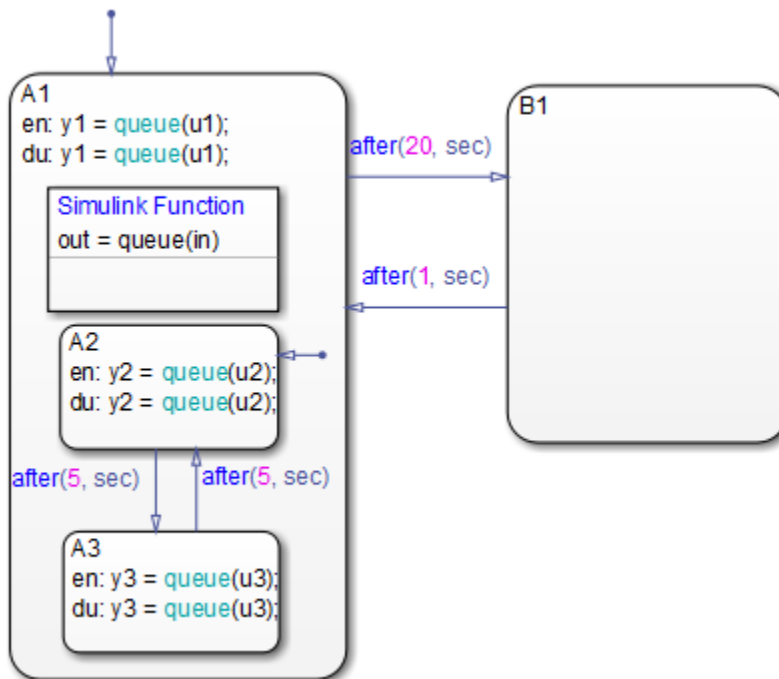 A1
en: y1 = queue(u1);
du: y1 = queue(u1);
Simulink Function
out = queue(in)
A2
en: y2 = queue(u2);
du: y2 = queue(u2);
after(5, sec)
after(5, sec)
A3
en: y3 = queue(u3);
du: y3 = queue(u3);
after(20, sec)
after(1, sec)
B1